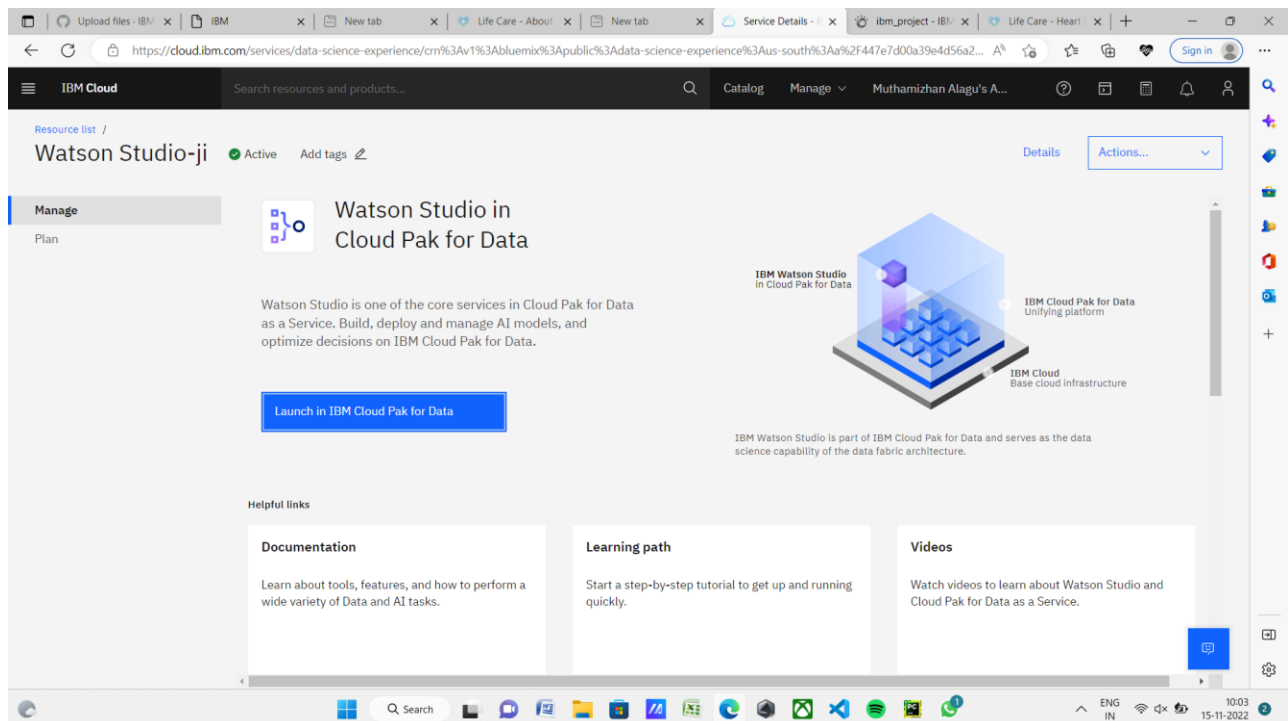 Upload files · IBM
IBM
New tab
Life Care - About
New tab
Service Details - I
ibm_project - IBM
Life Care - Heart
https://cloud.ibm.com/services/data-science-experience/crn%3Av1%3Abluemix%3Apublic%3Adata-science-experience%3Aus-south%3Aa%2F447e7d00a39e4d56a2...
Sign in
IBM Cloud
Search resources and products...
Catalog
Manage
Muthamizhan Alagu's A...
Resource list /
Watson Studio-ji
Active
Add tags
Details
Actions...
Manage
Plan
Watson Studio in
Cloud Pak for Data
Watson Studio is one of the core services in Cloud Pak for Data
as a Service. Build, deploy and manage AI models, and
optimize decisions on IBM Cloud Pak for Data.
Launch in IBM Cloud Pak for Data
IBM Watson Studio
in Cloud Pak for Data
IBM Cloud Pak for Data
Unifying platform
IBM Cloud
Base cloud infrastructure
IBM Watson Studio is part of IBM Cloud Pak for Data and serves as the data
science capability of the data fabric architecture.
Helpful links
Documentation
Learn about tools, features, and how to perform a
wide variety of Data and AI tasks.
Learning path
Start a step-by-step tutorial to get up and running
quickly.
Videos
Watch videos to learn about Watson Studio and
Cloud Pak for Data as a Service.
Search
ENG
IN
10:03
15-11-2022
2